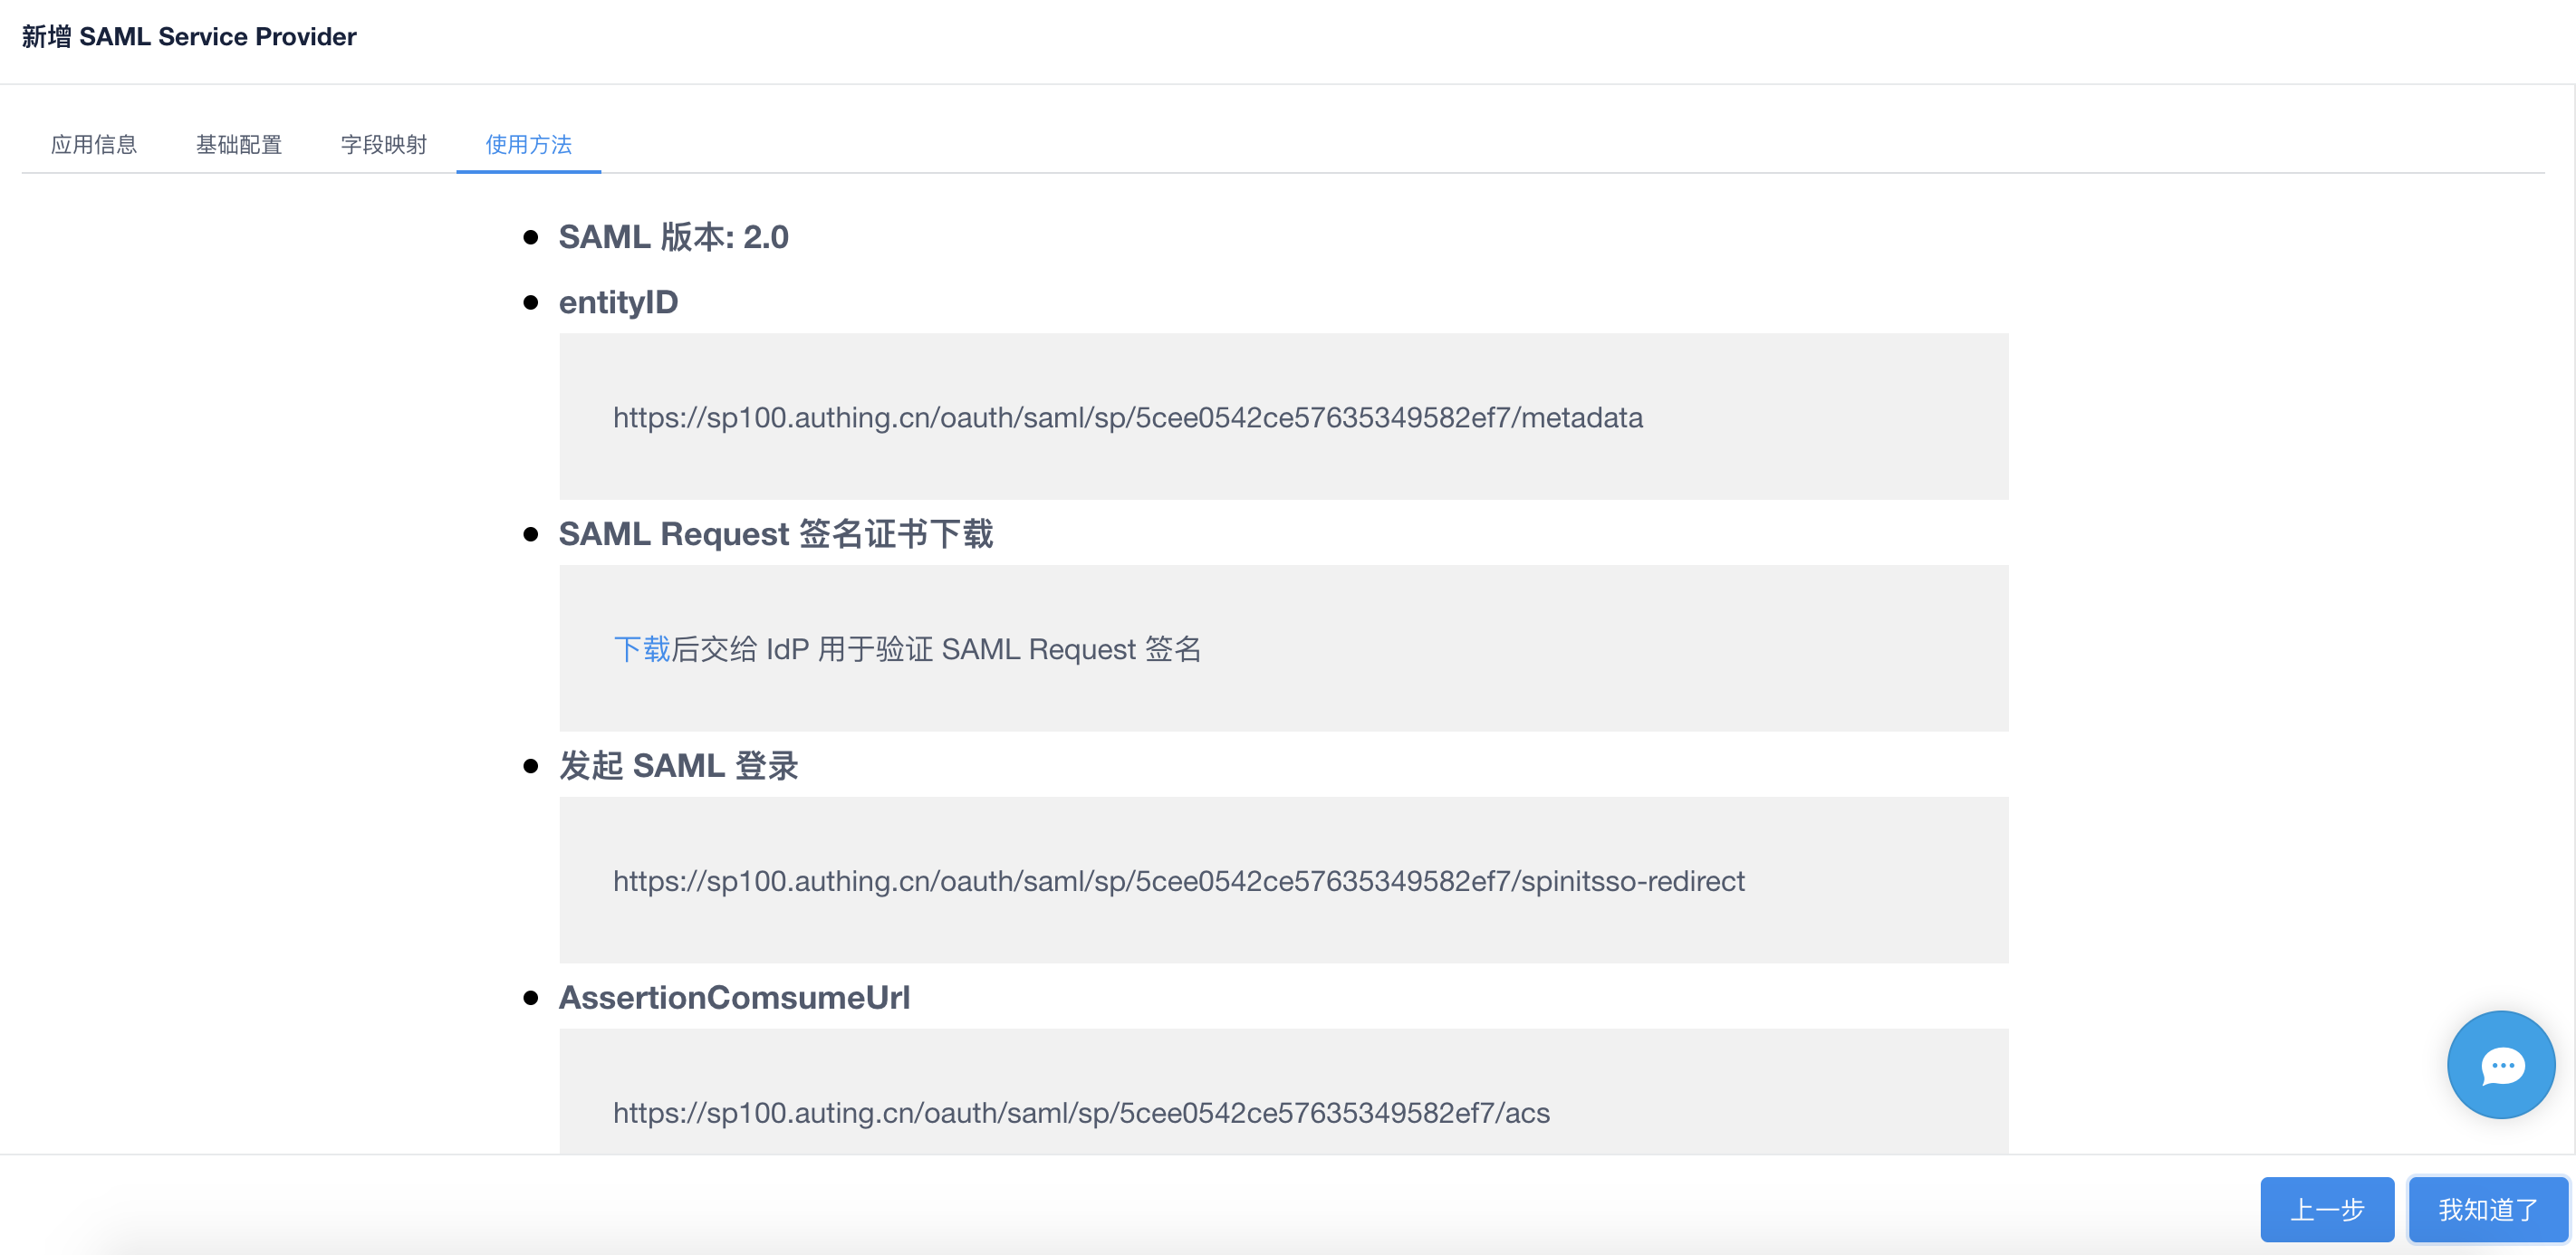 新增 SAML Service Provider
应用信息 基础配置 字段映射 使用方法
SAML 版本: 2.0
entityID
https://sp100.authing.cn/oauth/saml/sp/5cee0542ce57635349582ef7/metadata
SAML Request 签名证书下载
下载后交给 IdP 用于验证 SAML Request 签名
发起 SAML 登录
https://sp100.authing.cn/oauth/saml/sp/5cee0542ce57635349582ef7/spinitsso-redirect
AssertionComsumeUrl
https://sp100.auting.cn/oauth/saml/sp/5cee0542ce57635349582ef7/acs
上一步 我知道了